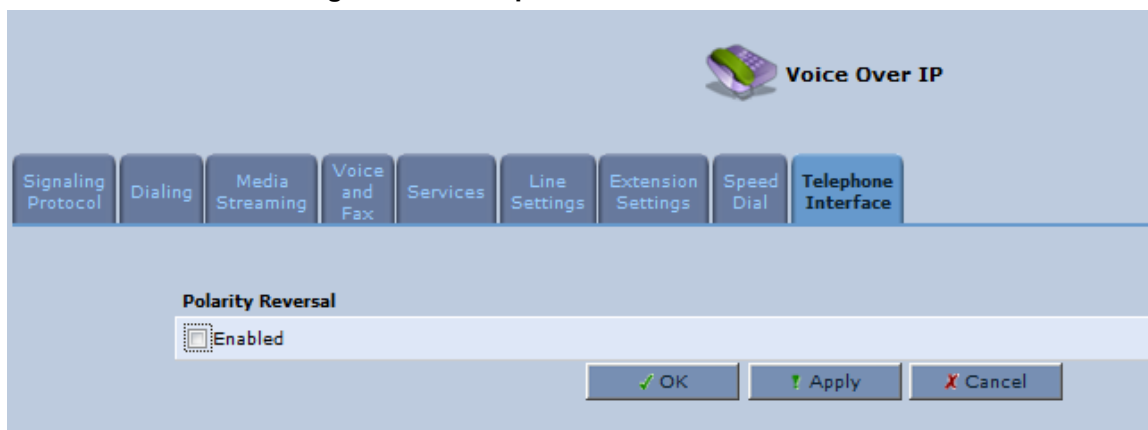 Voice Over IP
Signaling Protocol
Dialing
Media Streaming
Voice and Fax
Services
Line Settings
Extension Settings
Speed Dial
Telephone Interface
Polarity Reversal
Enabled
OK
Apply
Cancel